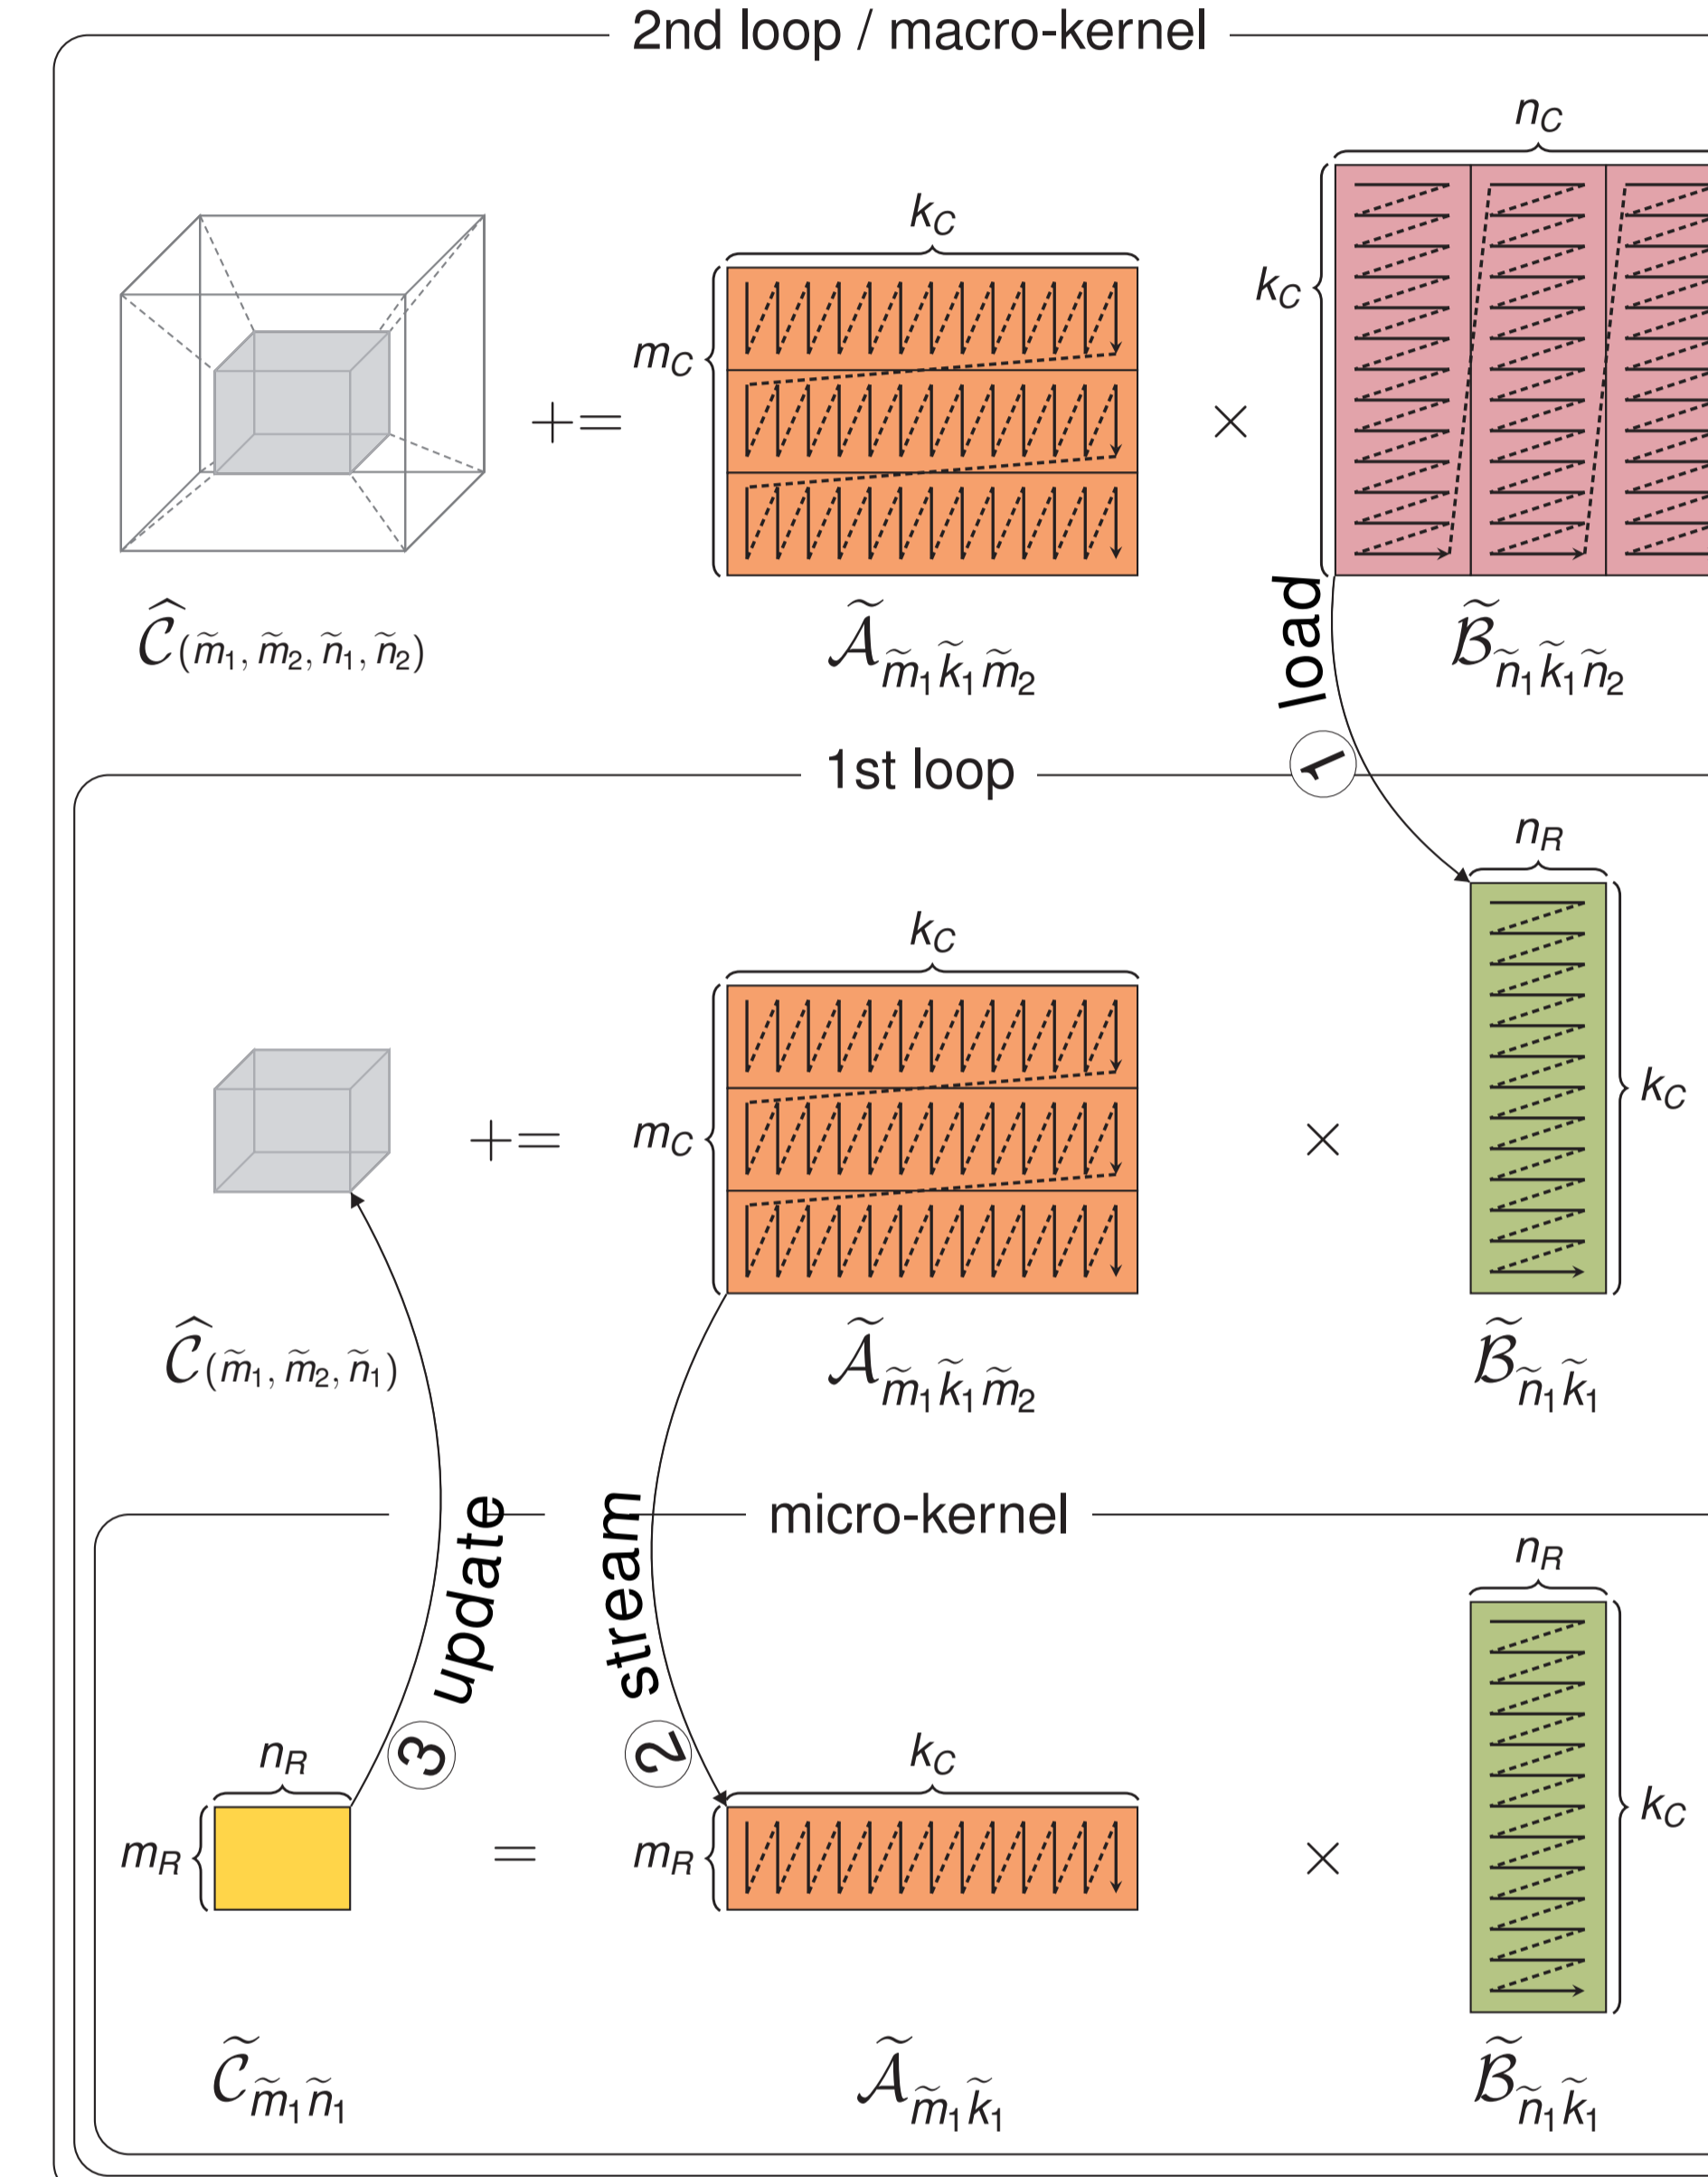 2nd loop / macro-kernel
n_C
k_C
k_C
m_C
+=
×
Ĉ_(m̃₁, m̃₂, ñ₁, ñ₂)
Ã_m̃₁k̃₁m̃₂
B̃_ñ₁k̃₁ñ₂
① load
1st loop
n_R
k_C
m_C
+=
×
k_C
Ĉ_(m̃₁, m̃₂, ñ₁)
Ã_m̃₁k̃₁m̃₂
B̃_ñ₁k̃₁
③ update
② stream
micro-kernel
n_R
n_R
k_C
m_R
=
m_R
×
k_C
C̃_m̃₁ñ₁
Ã_m̃₁k̃₁
B̃_ñ₁k̃₁